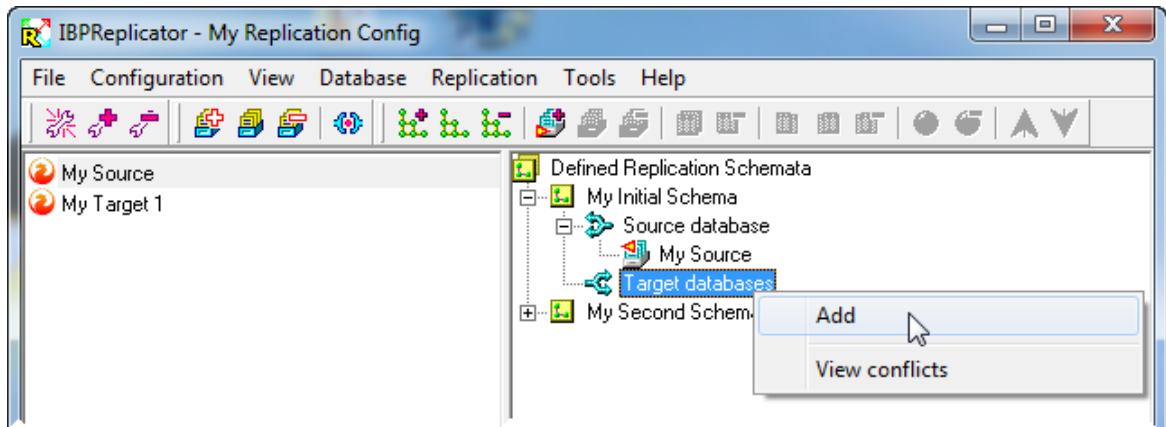 IBPReplicator - My Replication Config
File Configuration View Database Replication Tools Help
My Source
My Target 1
Defined Replication Schemata
My Initial Schema
Source database
My Source
Target databases
My Second Schem
Add
View conflicts